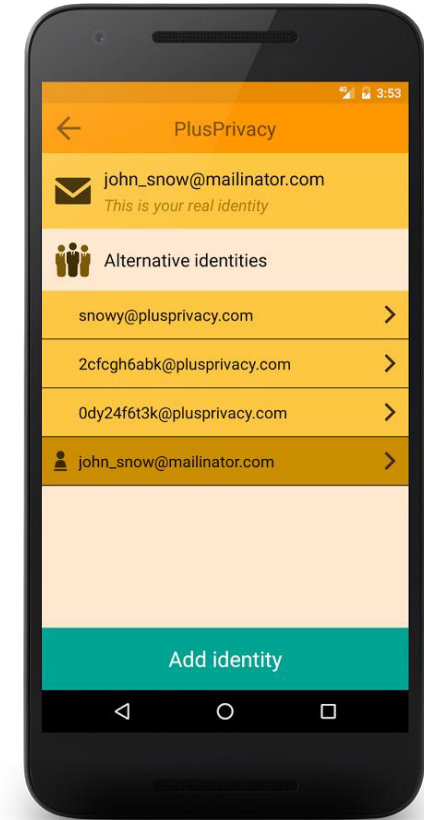 4G 3:53
PlusPrivacy
john_snow@mailinator.com
This is your real identity
Alternative identities
snowy@plusprivacy.com
2cfcgh6abk@plusprivacy.com
0dy24f6t3k@plusprivacy.com
john_snow@mailinator.com
Add identity